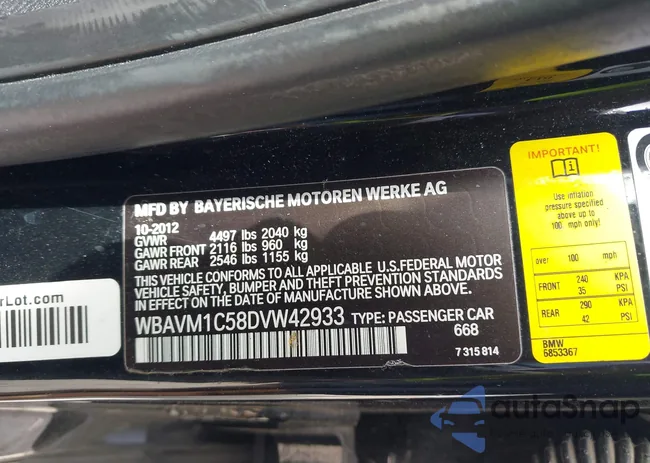 MFD BY BAYERISCHE MOTOREN WERKE AG
10-2012
GVWR 4497 lbs 2040 kg
GAWR FRONT 2116 lbs 960 kg
GAWR REAR 2546 lbs 1155 kg
THIS VEHICLE CONFORMS TO ALL APPLICABLE U.S.FEDERAL MOTOR
VEHICLE SAFETY, BUMPER AND THEFT PREVENTION STANDARDS
IN EFFECT ON THE DATE OF MANUFACTURE SHOWN ABOVE.
WBAVM1C58DVW42933 TYPE: PASSENGER CAR
668
7 315 814
IMPORTANT!
Use inflation
pressure
specified
above up to
100 mph only!
over 100 mph
FRONT 240 KPA
35 PSI
REAR 290 KPA
42 PSI
BMW
6853367
rLot.com
autoSnap